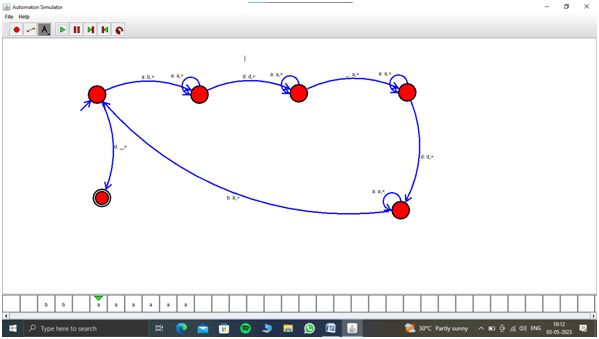 Automaton Simulator
File Help
A
a: b,< a: a,< d: d,< a: a,< _: a,< a: a,<
d: _,>
d: d,<
a: a,<
b: b,<
b b a a a a a a
Type here to search 30°C Partly sunny ENG 10:12
03-05-2023